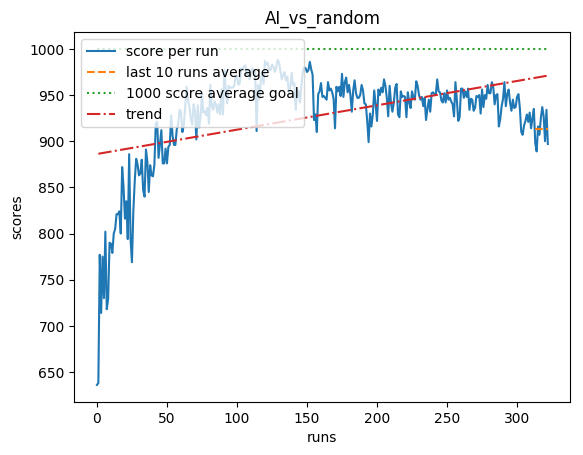 AI_vs_random
score per run
last 10 runs average
1000 score average goal
trend
1000
950
900
850
800
750
700
650
scores
0
50
100
150
200
250
300
runs